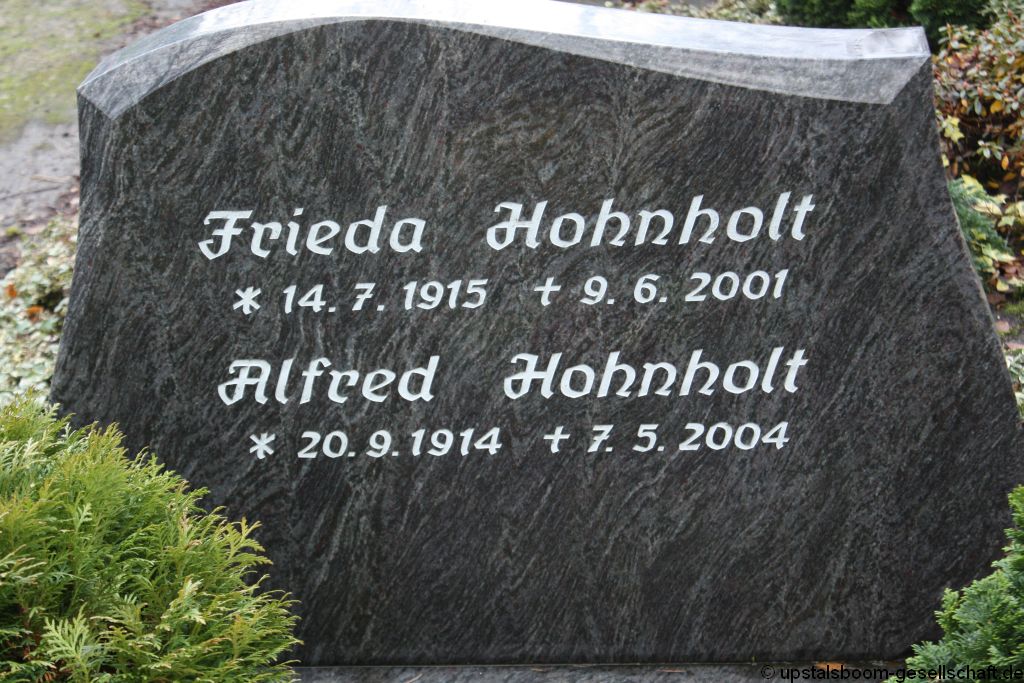 Frieda Hohnholt
* 14. 7. 1915 + 9. 6. 2001
Alfred Hohnholt
* 20. 9. 1914 + 7. 5. 2004
© upstalsboom-gesellschaft.de